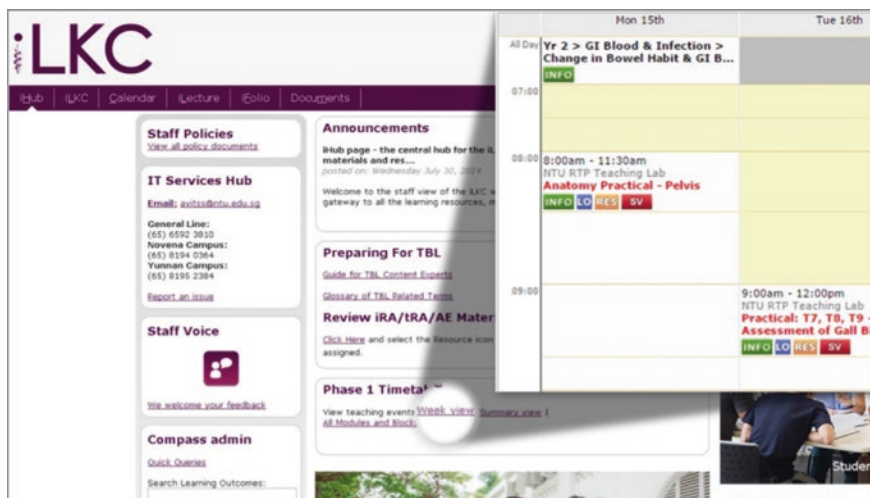 iLKC
iHub
iLKC
Calendar
iLecture
iFolio
Documents
Staff Policies
View all policy documents
IT Services Hub
Email: avitss@ntu.edu.sg
General Line:
(65) 6592 3810
Novena Campus:
(65) 8194 0364
Yunnan Campus:
(65) 8195 2384
Report an issue
Staff Voice
We welcome your feedback
Compass admin
Quick Queries
Search Learning Outcomes:
Announcements
iHub page - the central hub for the iL
materials and res...
posted on: Wednesday July 30, 2014
Welcome to the staff view of the iLKC w
gateway to all the learning resources, m
Preparing For TBL
Guide for TBL Content Experts
Glossary of TBL Related Terms
Review iRA/tRA/AE Mater
Click Here and select the Resource icon
assigned.
Phase 1 Timetab
View teaching events Week view Summary view |
All Modules and Block
Mon 15th
Tue 16th
All Day
Yr 2 > GI Blood & Infection >
Change in Bowel Habit & GI B...
INFO
07:00
08:00
8:00am - 11:30am
NTU RTP Teaching Lab
Anatomy Practical - Pelvis
INFO LO RES SV
09:00
9:00am - 12:00pm
NTU RTP Teaching Lab
Practical: T7, T8, T9 -
Assessment of Gall B
INFO LO RES SV
Studen